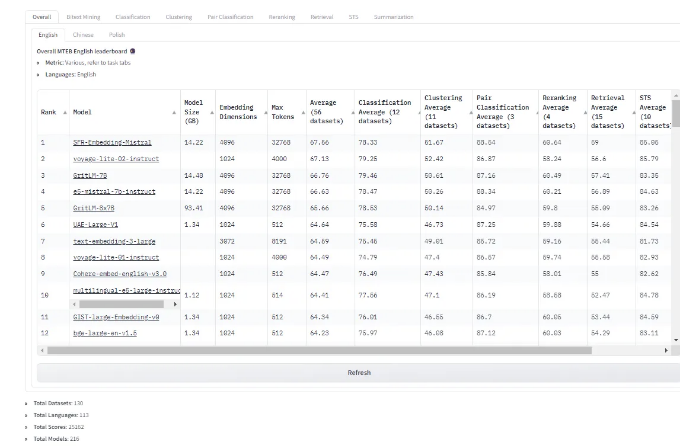 Overall Bitext Mining Classification Clustering Pair Classification Reranking Retrieval STS Summarization
English Chinese Polish
Overall MTEB English leaderboard
Metric: Various, refer to task tabs
Languages: English
Rank Model Model Size (GB) Embedding Dimensions Max Tokens Average (56 datasets) Classification Average (12 datasets) Clustering Average (11 datasets) Pair Classification Average (3 datasets) Reranking Average (4 datasets) Retrieval Average (15 datasets) STS Average (10 datasets)
1 SFR-Embedding-Mistral 14.22 4096 32768 67.56 78.33 51.67 88.54 60.64 59 85.05
2 voyage-lite-02-instruct 1024 4000 67.13 79.25 52.42 86.87 58.24 56.6 85.79
3 GritLM-7B 14.48 4096 32768 66.76 79.46 50.61 87.16 60.49 57.41 83.35
4 e5-mistral-7b-instruct 14.22 4096 32768 66.63 78.47 50.26 88.34 60.21 56.89 84.63
5 GritLM-8x7B 93.41 4096 32768 65.66 78.53 50.14 84.97 59.8 55.09 83.26
6 UAE-Large-V1 1.34 1024 512 64.64 75.58 46.73 87.25 59.88 54.66 84.54
7 text-embedding-3-large 3072 8191 64.59 75.45 49.01 85.72 59.16 55.44 81.73
8 voyage-lite-01-instruct 1024 4000 64.49 74.79 47.4 86.57 59.74 55.58 82.93
9 Cohere-embed-english-v3.0 1024 512 64.47 76.49 47.43 85.84 58.01 55 82.62
10 multilingual-e5-large-instruc 1.12 1024 514 64.41 77.56 47.1 86.19 58.58 52.47 84.78
11 GIST-large-Embedding-v0 1.34 1024 512 64.34 76.01 46.55 86.7 60.05 53.44 84.59
12 bge-large-en-v1.5 1.34 1024 512 64.23 75.97 46.08 87.12 60.03 54.29 83.11
Refresh
Total Datasets: 130
Total Languages: 113
Total Scores:
Total Models: 216